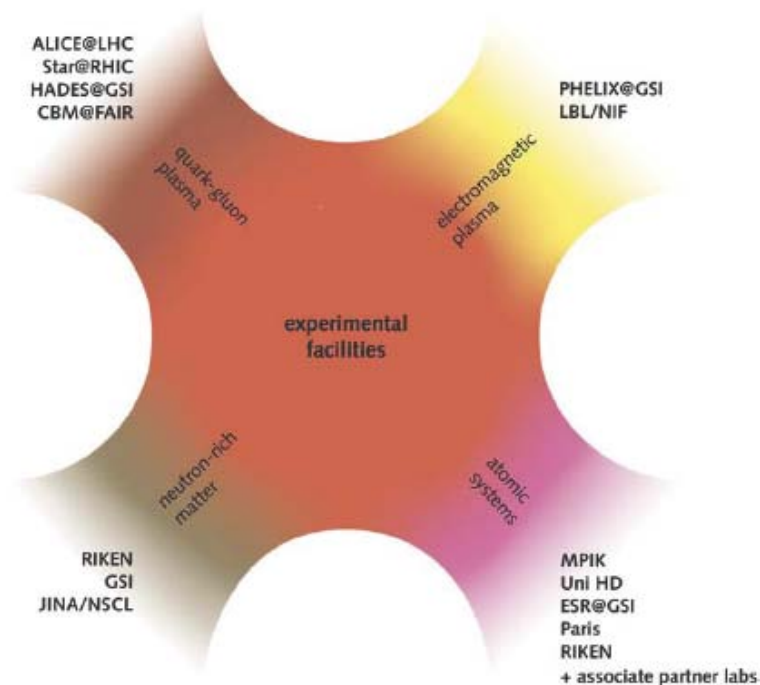 ALICE@LHC
Star@RHIC
HADES@GSI
CBM@FAIR
PHELIX@GSI
LBL/NIF
quark-gluon
plasma
electromagnetic
plasma
experimental
facilities
neutron-rich
matter
atomic
systems
RIKEN
GSI
JINA/NSCL
MPIK
Uni HD
ESR@GSI
Paris
RIKEN
+ associate partner labs